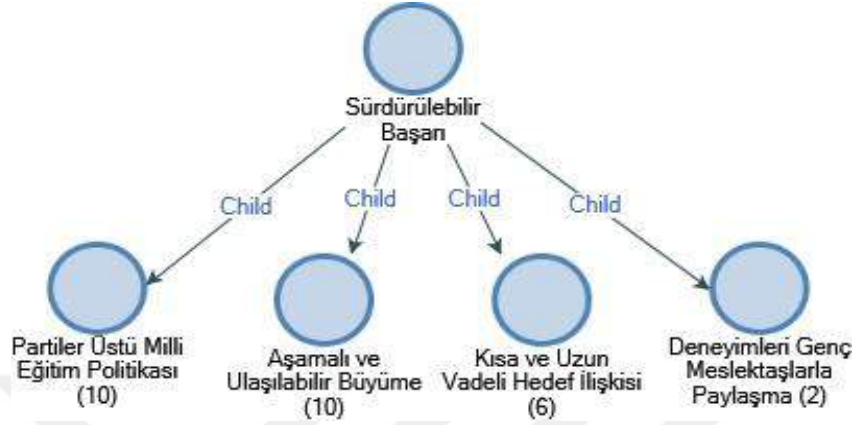 Sürdürülebilir
Başarı
Child
Child
Child
Child
Partiler Üstü Milli
Eğitim Politikası
(10)
Aşamalı ve
Ulaşılabilir Büyüme
(10)
Kısa ve Uzun
Vadeli Hedef İlişkisi
(6)
Deneyimleri Genç
Meslektaşlarla
Paylaşma (2)